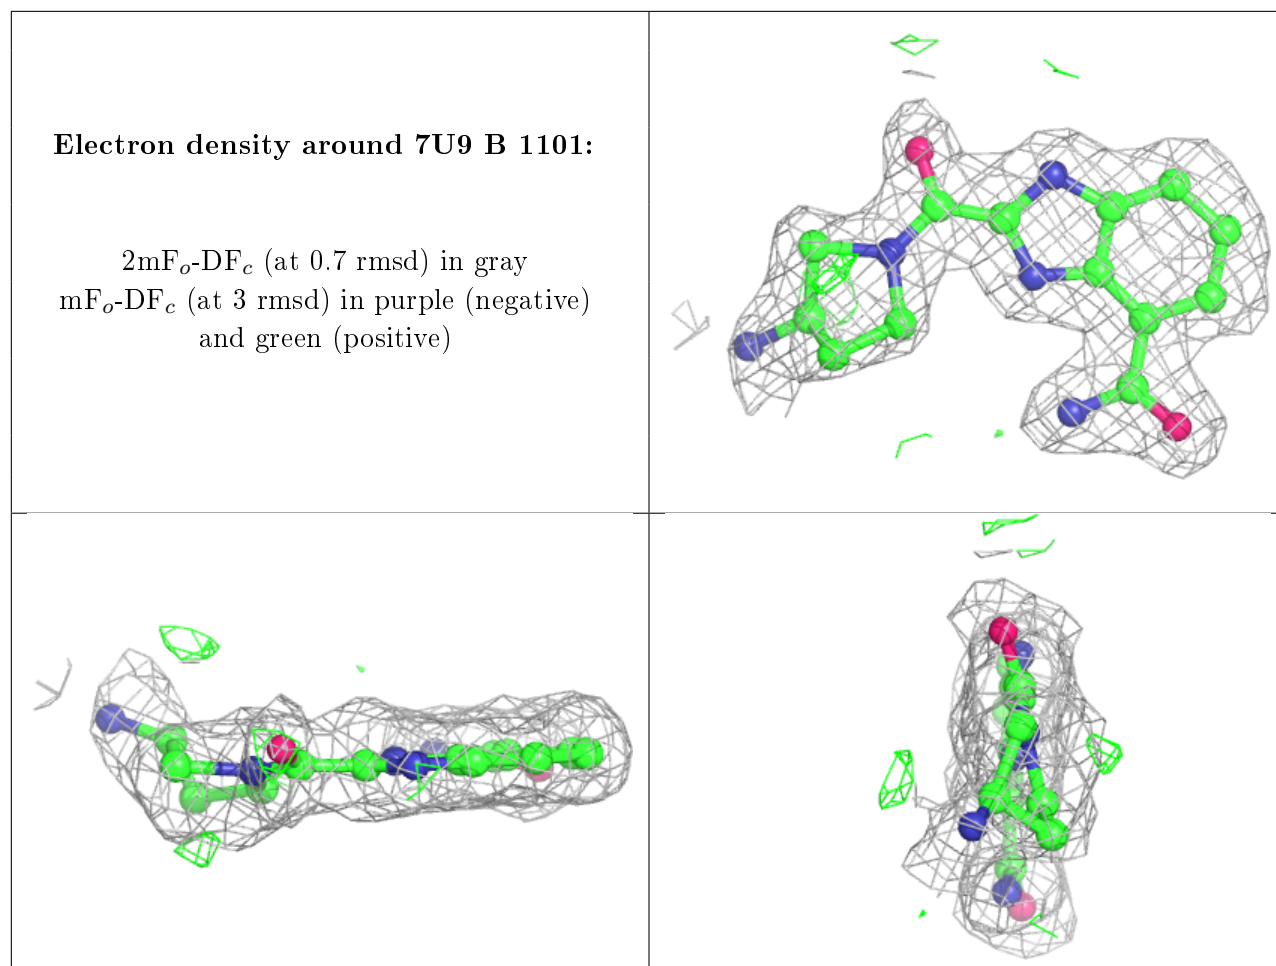 Electron density around 7U9 B 1101:
2mFₒ-DF𝒸 (at 0.7 rmsd) in gray
mFₒ-DF𝒸 (at 3 rmsd) in purple (negative)
and green (positive)